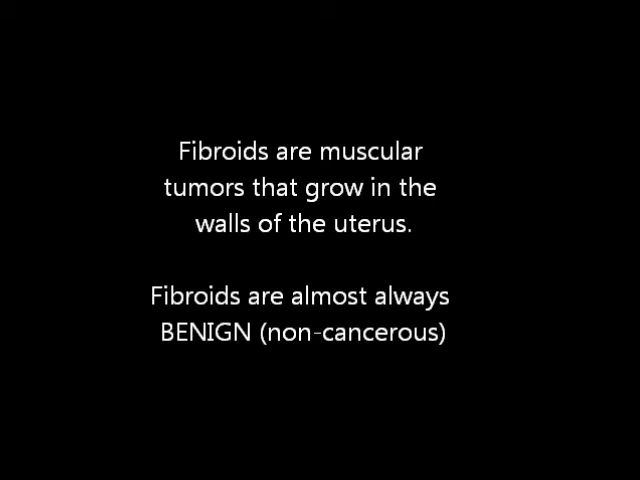 Fibroids are muscular
tumors that grow in the
walls of the uterus.
Fibroids are almost always
BENIGN (non-cancerous)